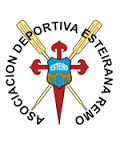 ASOCIACION DEPORTIVA ESTEIRANA REMO
ESTEIRO